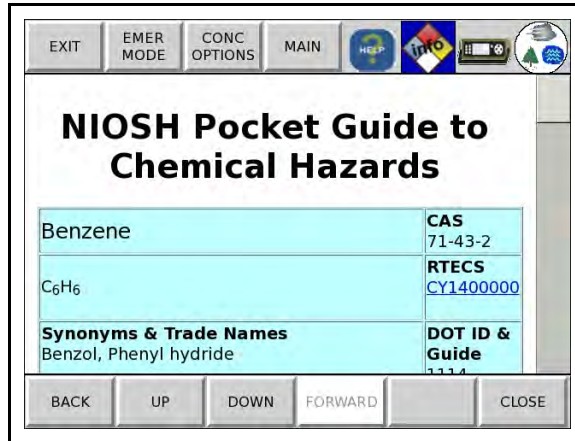 EXIT
EMER MODE
CONC OPTIONS
MAIN
HELP
info
NIOSH Pocket Guide to
Chemical Hazards
Benzene
CAS
71-43-2
C₆H₆
RTECS
CY1400000
Synonyms & Trade Names
Benzol, Phenyl hydride
DOT ID &
Guide
1114
BACK
UP
DOWN
FORWARD
CLOSE